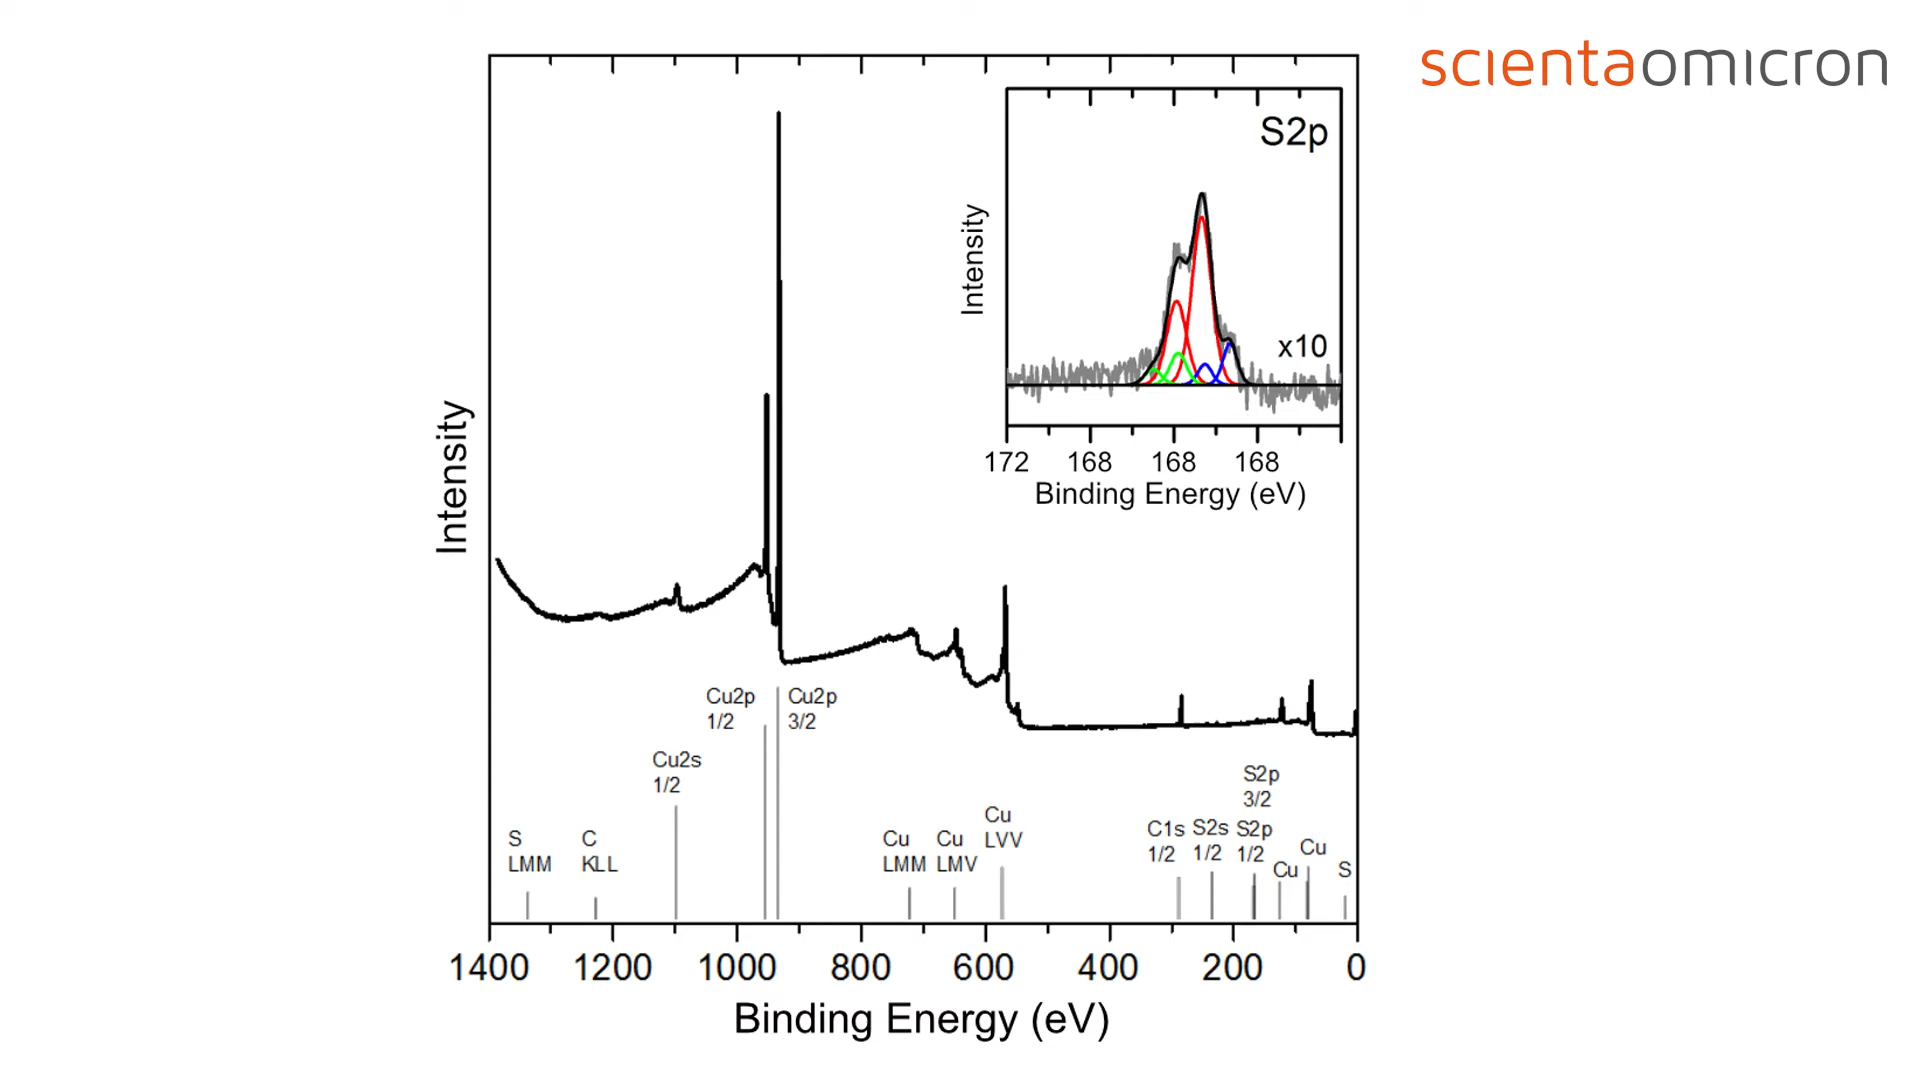 scientaomicron
S2p
Intensity
x10
172 168 168 168
Binding Energy (eV)
Intensity
Cu2p
1/2
Cu2p
3/2
Cu2s
1/2
S
LMM
C
KLL
Cu
LMM
Cu
LMV
Cu
LVV
C1s
1/2
S2s
1/2
S2p
3/2
S2p
1/2
Cu
Cu
S
1400 1200 1000 800 600 400 200 0
Binding Energy (eV)